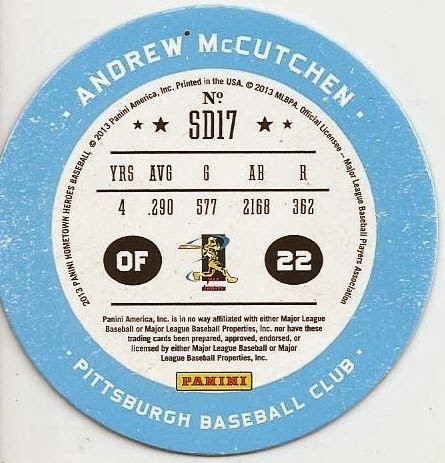 · ANDREW McCUTCHEN ·
2013 PANINI HOMETOWN HEROES BASEBALL © 2013 Panini America, Inc. Printed in the USA. © 2013 MLBPA. Official Licensee – Major League Baseball Players Association
No
★ ★ SD17 ★ ★
YRS AVG G AB R
4 .290 577 2168 362
OF 22
Panini America, Inc. is in no way affiliated with either Major League
Baseball or Major League Baseball Properties, Inc. nor have these
trading cards been prepared, approved, endorsed, or
licensed by either Major League Baseball or Major
League Baseball Properties, Inc.
PANINI
· PITTSBURGH BASEBALL CLUB ·